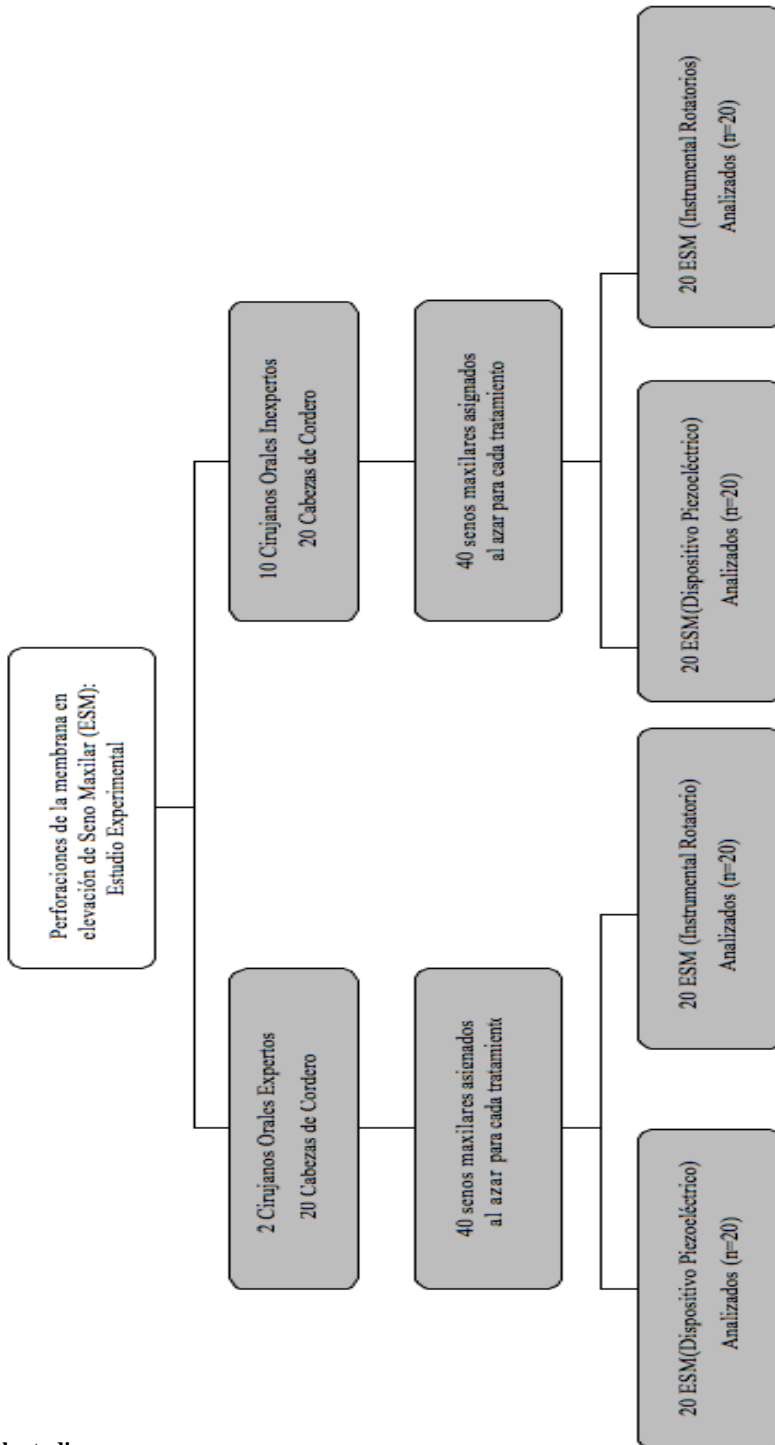 Perforaciones de la membrana en
elevación de Seno Maxilar (ESM):
Estudio Experimental
2 Cirujanos Orales Expertos
20 Cabezas de Cordero
10 Cirujanos Orales Inexpertos
20 Cabezas de Cordero
40 senos maxilares asignados
al azar para cada tratamiento
40 senos maxilares asignados
al azar para cada tratamiento
20 ESM(Dispositivo Piezoeléctrico)
Analizados (n=20)
20 ESM (Instrumental Rotatorio)
Analizados (n=20)
20 ESM(Dispositivo Piezoeléctrico)
Analizados (n=20)
20 ESM (Instrumental Rotatorios)
Analizados (n=20)